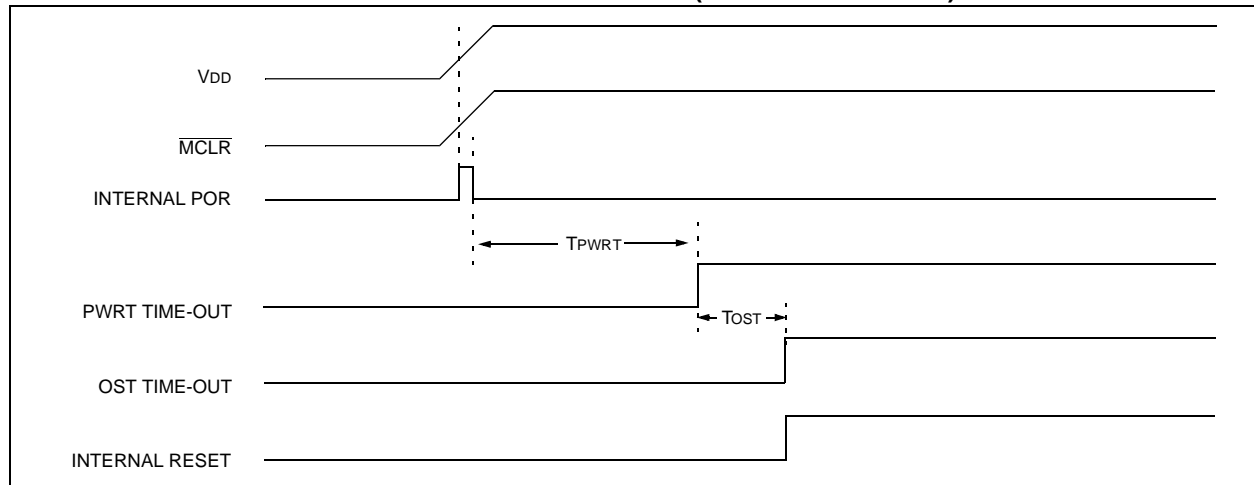 VDD
MCLR
INTERNAL POR
TPWRT
PWRT TIME-OUT
TOST
OST TIME-OUT
INTERNAL RESET